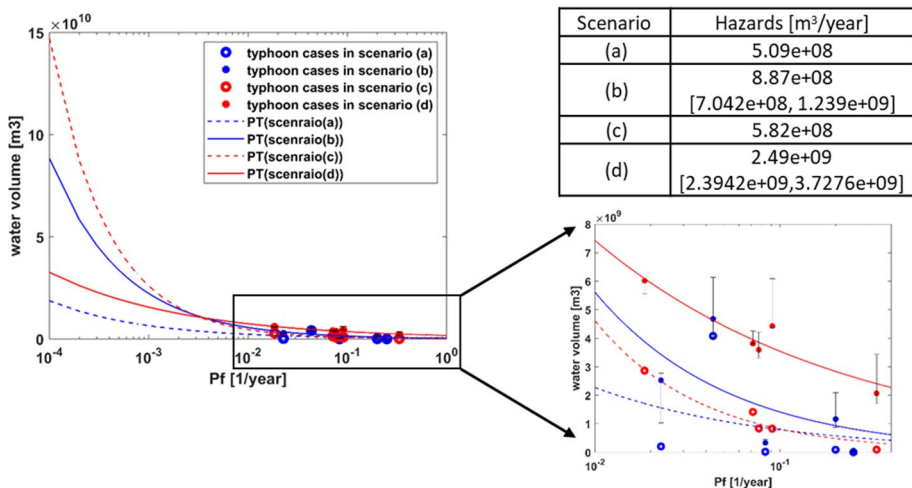 ×10^10
15
10
5
0
water volume [m3]
10^-4
10^-3
10^-2
10^-1
10^0
Pf [1/year]
typhoon cases in scenario (a)
typhoon cases in scenario (b)
typhoon cases in scenario (c)
typhoon cases in scenario (d)
PT(scenraio(a))
PT(scenraio(b))
PT(scenraio(c))
PT(scenraio(d))
Scenario Hazards [m³/year]
(a) 5.09e+08
(b) 8.87e+08
[7.042e+08, 1.239e+09]
(c) 5.82e+08
(d) 2.49e+09
[2.3942e+09,3.7276e+09]
×10^9
8
7
6
5
4
3
2
1
0
water volume [m3]
10^-2
10^-1
Pf [1/year]